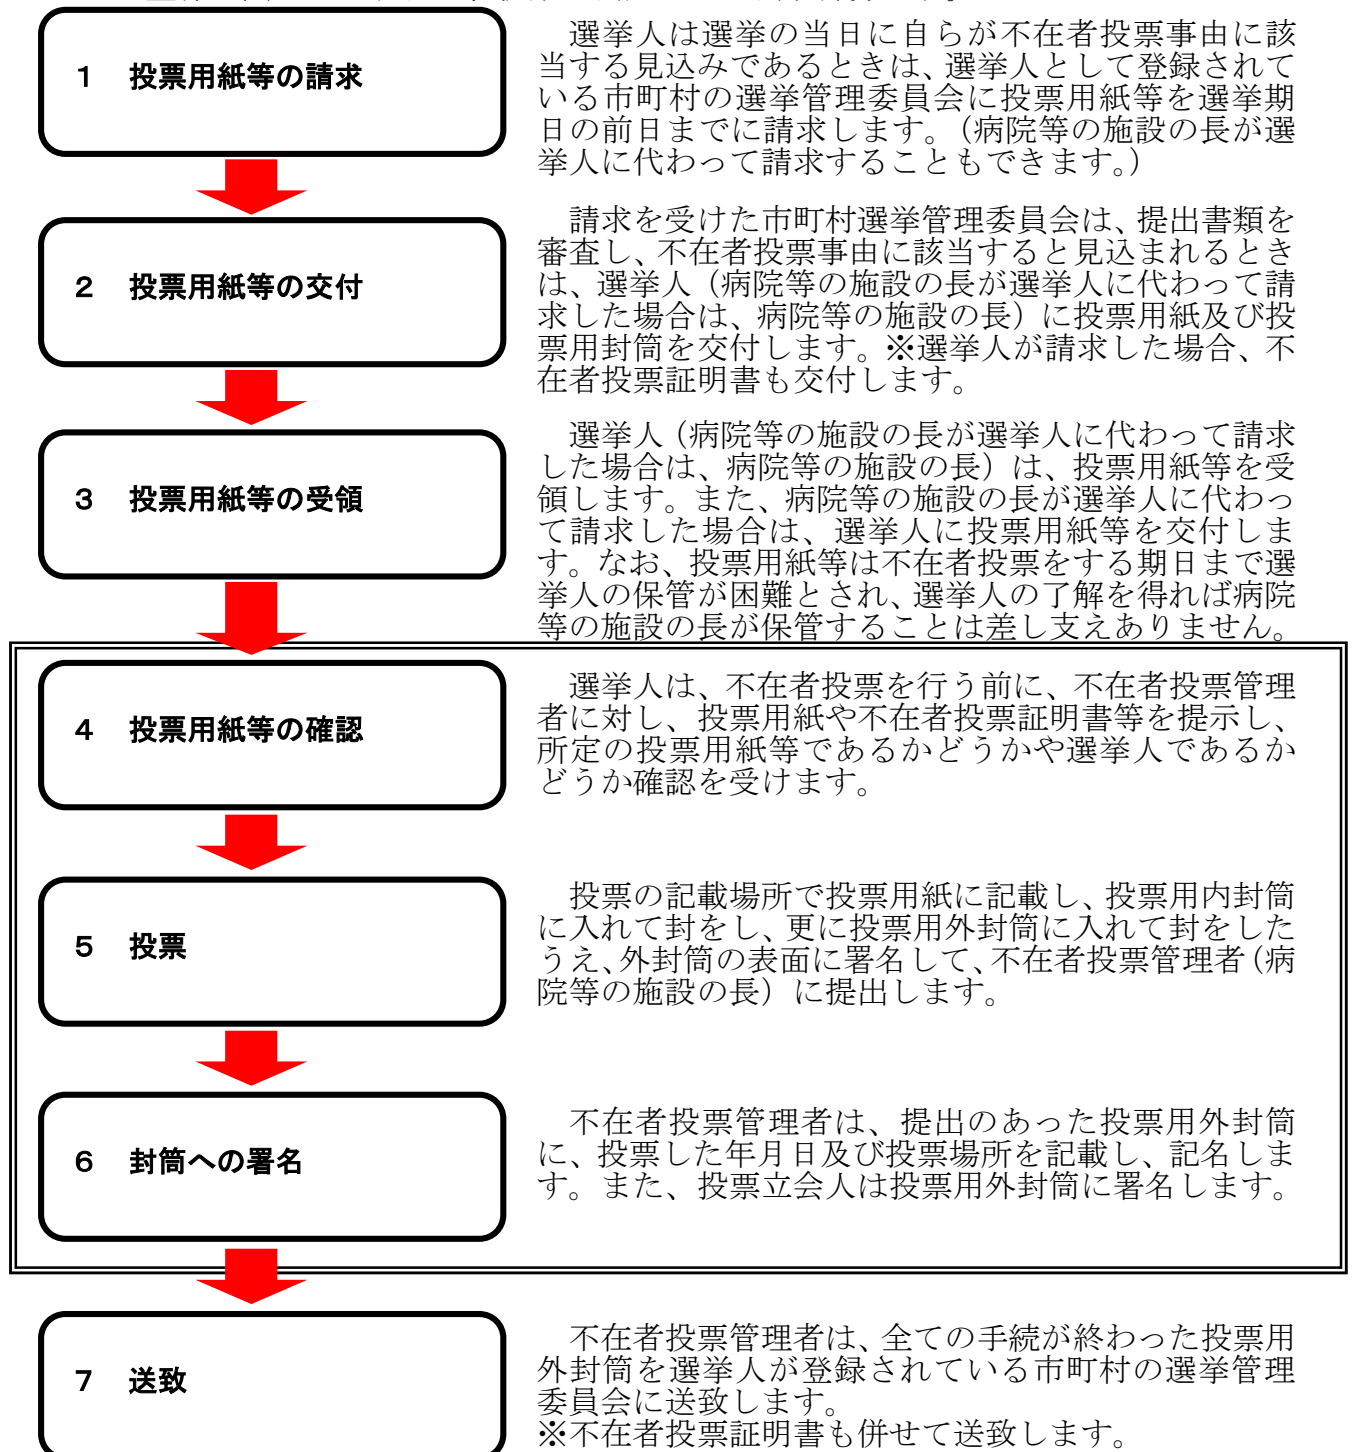 １　投票用紙等の請求
　選挙人は選挙の当日に自らが不在者投票事由に該
当する見込みであるときは、選挙人として登録されて
いる市町村の選挙管理委員会に投票用紙等を選挙期
日の前日までに請求します。（病院等の施設の長が選
挙人に代わって請求することもできます。）
２　投票用紙等の交付
　請求を受けた市町村選挙管理委員会は、提出書類を
審査し、不在者投票事由に該当すると見込まれるとき
は、選挙人（病院等の施設の長が選挙人に代わって請
求した場合は、病院等の施設の長）に投票用紙及び投
票用封筒を交付します。※選挙人が請求した場合、不
在者投票証明書も交付します。
３　投票用紙等の受領
　選挙人（病院等の施設の長が選挙人に代わって請求
した場合は、病院等の施設の長）は、投票用紙等を受
領します。また、病院等の施設の長が選挙人に代わっ
て請求した場合は、選挙人に投票用紙等を交付しま
す。なお、投票用紙等は不在者投票をする期日まで選
挙人の保管が困難とされ、選挙人の了解を得れば病院
等の施設の長が保管することは差し支えありません。
４　投票用紙等の確認
　選挙人は、不在者投票を行う前に、不在者投票管理
者に対し、投票用紙や不在者投票証明書等を提示し、
所定の投票用紙等であるかどうかや選挙人であるか
どうか確認を受けます。
５　投票
　投票の記載場所で投票用紙に記載し、投票用内封筒
に入れて封をし、更に投票用外封筒に入れて封をした
うえ、外封筒の表面に署名して、不在者投票管理者（病
院等の施設の長）に提出します。
６　封筒への署名
　不在者投票管理者は、提出のあった投票用外封筒
に、投票した年月日及び投票場所を記載し、記名しま
す。また、投票立会人は投票用外封筒に署名します。
７　送致
　不在者投票管理者は、全ての手続が終わった投票用
外封筒を選挙人が登録されている市町村の選挙管理
委員会に送致します。
※不在者投票証明書も併せて送致します。